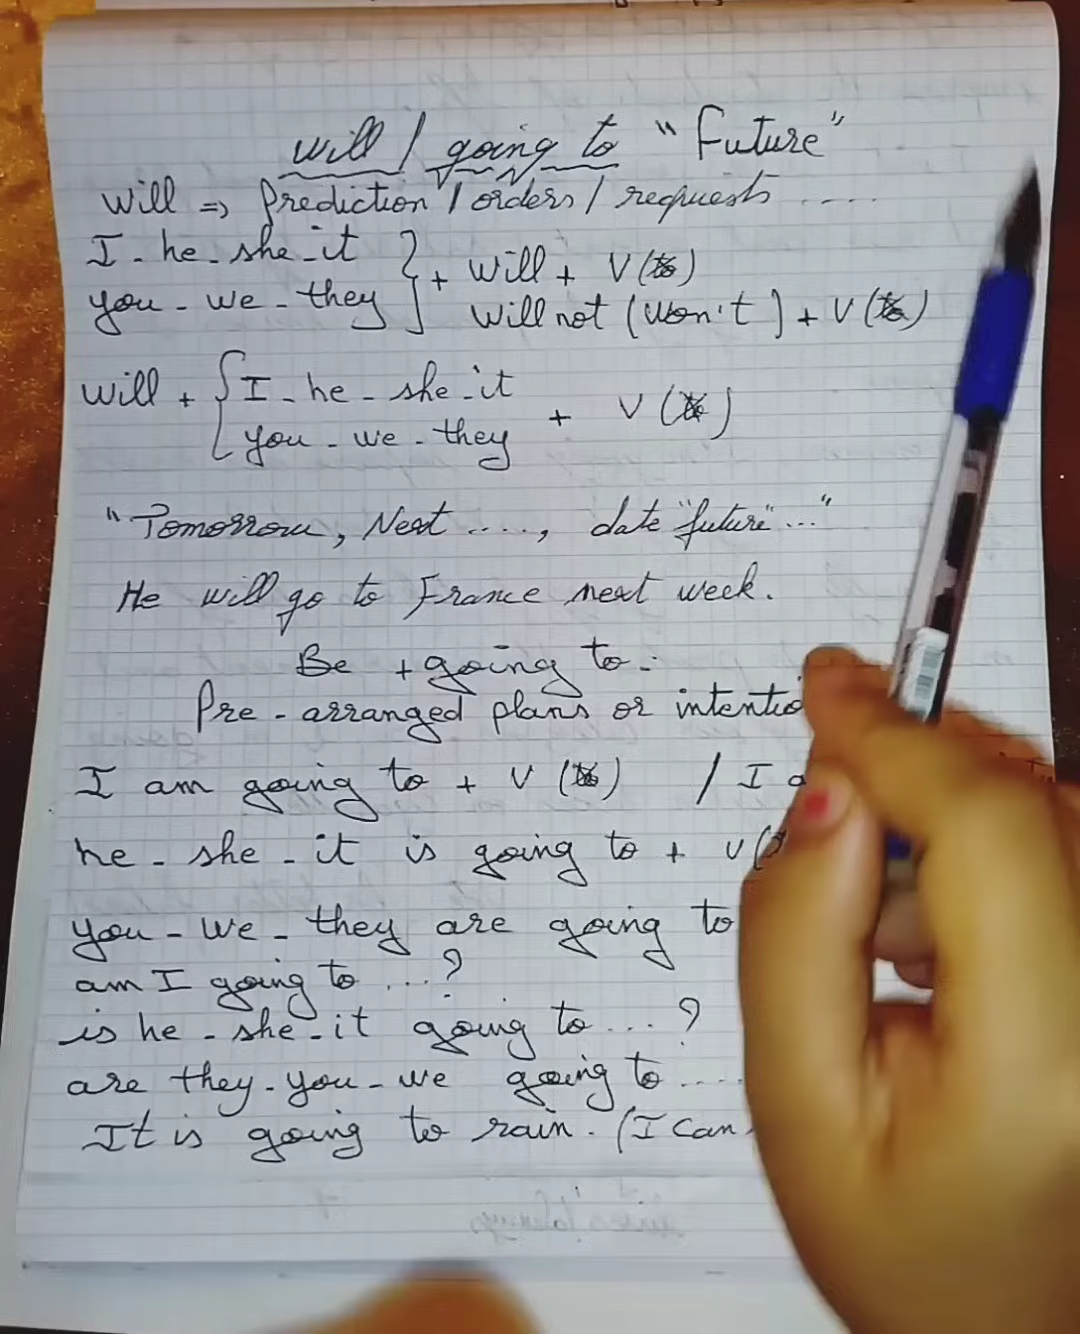 will / going to "Future"
Will => Prediction / orders / requests ....
I - he - she - it } + will + V (to)
you - we - they } will not (won't) + V (to)
Will + { I - he - she - it + V (to)
you - we - they
"Tomorrow, Next ...., date "future" ..."
He will go to France next week.
Be + going to -
Pre-arranged plans or
I am going to + V (to) / I
he - she - it is going to + V
you - we - they are going to
am I going to ...?
is he - she - it going to ... ?
are they - you - we going to ....
It is going to rain. (I can